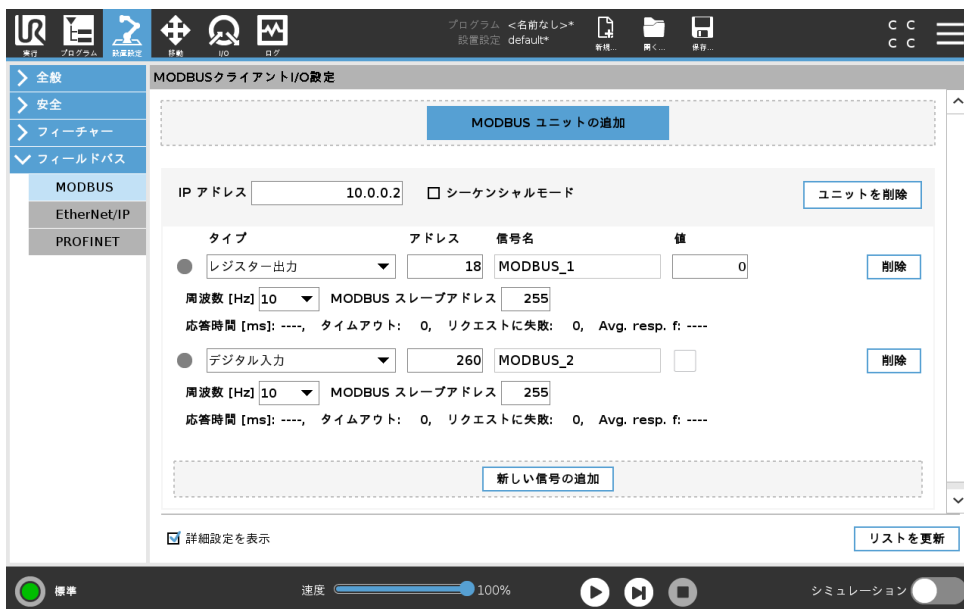 プログラム <名前なし>*
設置設定 default*
UR
C C
C C
実行 プログラム 設置設定 移動 I/O ログ 新規... 開く... 保存...
全般
安全
フィーチャー
フィールドバス
MODBUS
EtherNet/IP
PROFINET
MODBUSクライアントI/O設定
MODBUS ユニットの追加
IP アドレス 10.0.0.2 シーケンシャルモード ユニットを削除
タイプ アドレス 信号名 値
レジスター出力 18 MODBUS_1 0 削除
周波数 [Hz] 10 MODBUS スレーブアドレス 255
応答時間 [ms]: ----, タイムアウト: 0, リクエストに失敗: 0, Avg. resp. f: ----
デジタル入力 260 MODBUS_2 削除
周波数 [Hz] 10 MODBUS スレーブアドレス 255
応答時間 [ms]: ----, タイムアウト: 0, リクエストに失敗: 0, Avg. resp. f: ----
新しい信号の追加
詳細設定を表示 リストを更新
標準 速度 100% シミュレーション